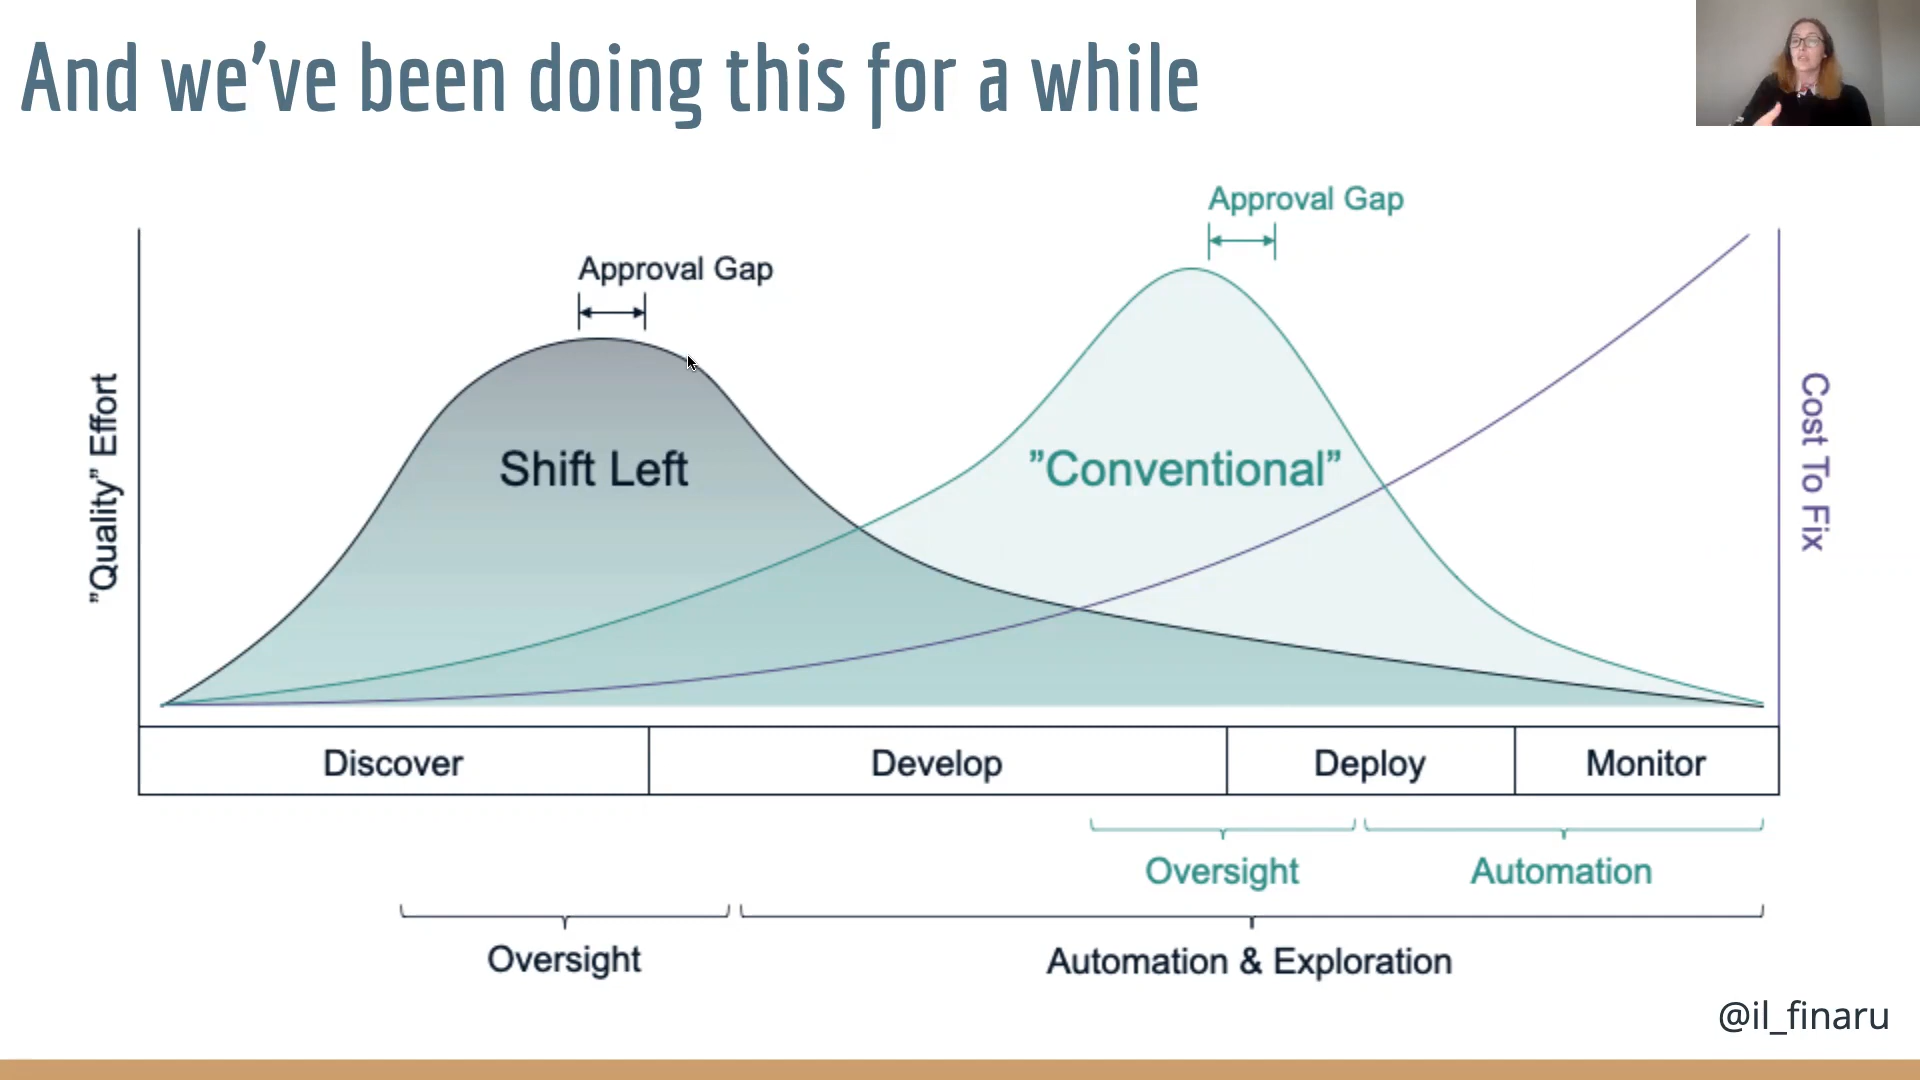 And we've been doing this for a while
Approval Gap
Approval Gap
"Quality" Effort
Shift Left
”Conventional”
Cost To Fix
Discover
Develop
Deploy
Monitor
Oversight
Automation
Oversight
Automation & Exploration
@il_finaru